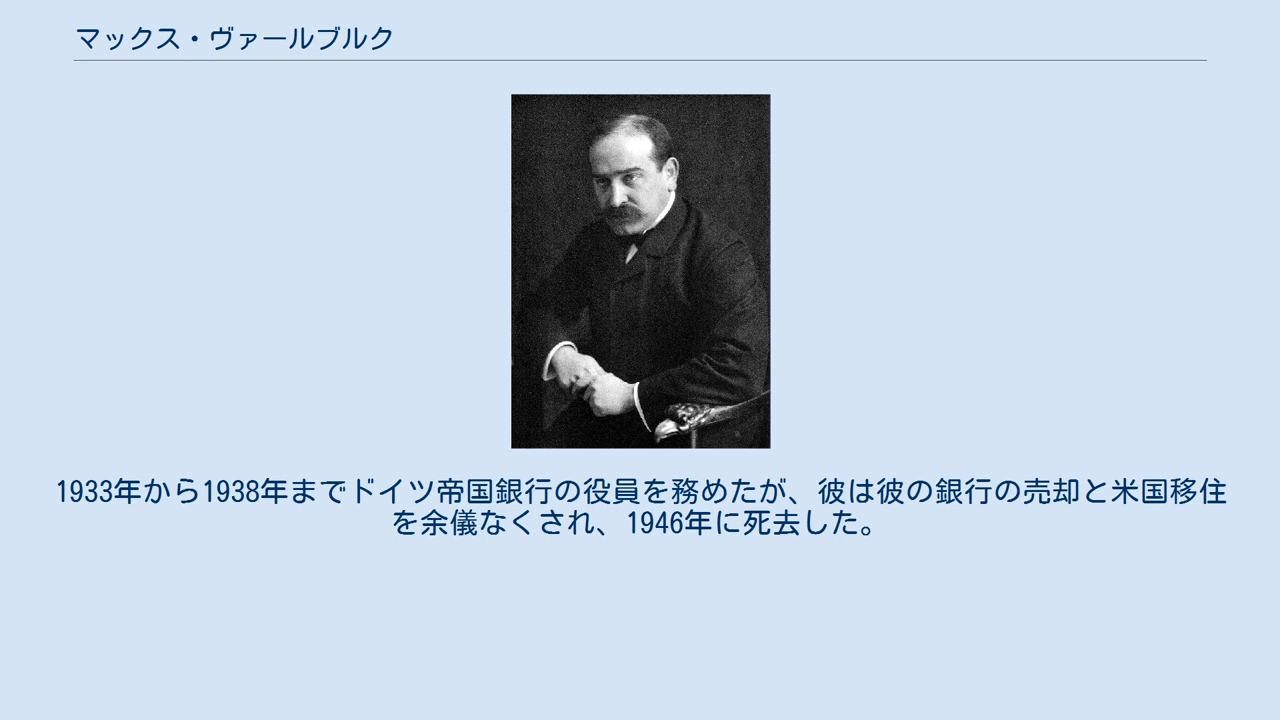 マックス・ヴァールブルク
1933年から1938年までドイツ帝国銀行の役員を務めたが、彼は彼の銀行の売却と米国移住
を余儀なくされ、1946年に死去した。